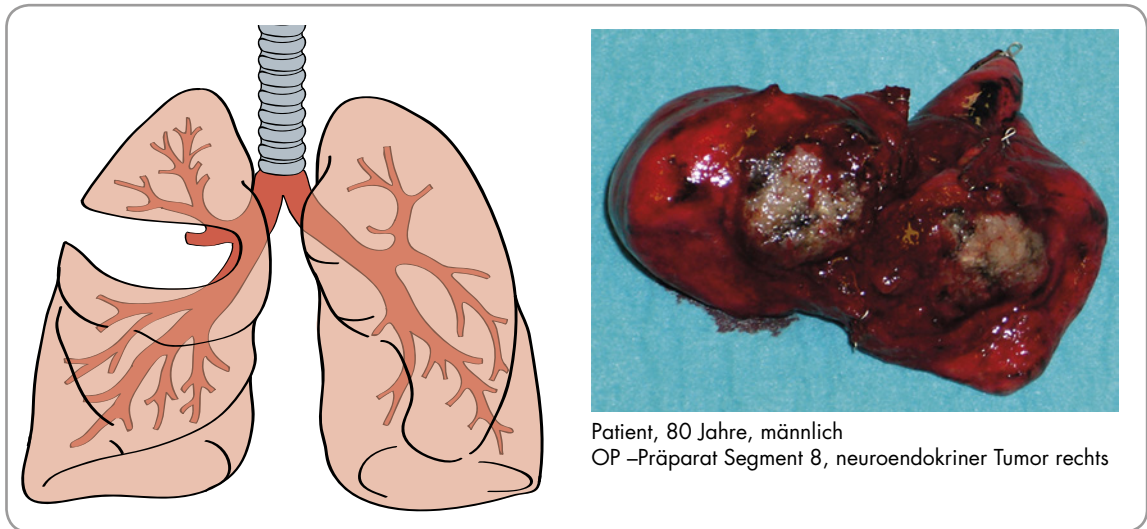 Patient, 80 Jahre, männlich
OP –Präparat Segment 8, neuroendokriner Tumor rechts